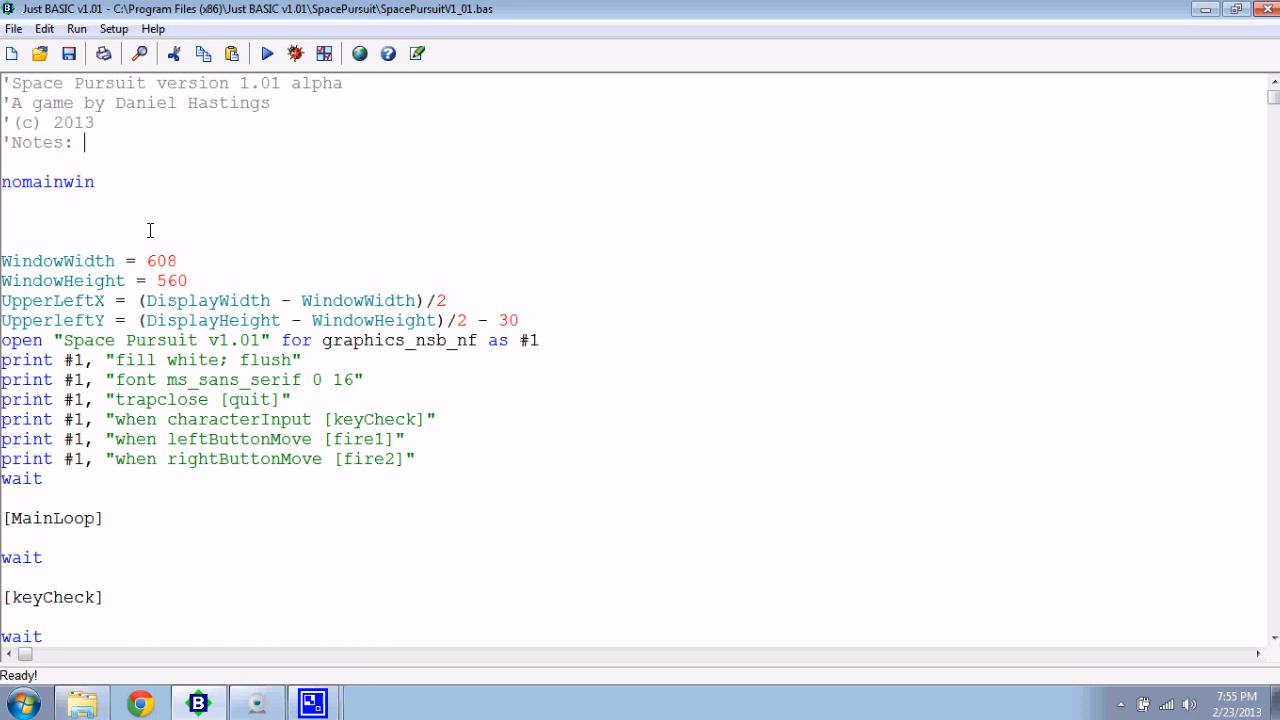 Just BASIC v1.01 - C:\Program Files (x86)\Just BASIC v1.01\SpacePursuit\SpacePursuitV1_01.bas
File Edit Run Setup Help
'Space Pursuit version 1.01 alpha
'A game by Daniel Hastings
'(c) 2013
'Notes:
nomainwin
WindowWidth = 608
WindowHeight = 560
UpperLeftX = (DisplayWidth - WindowWidth)/2
UpperleftY = (DisplayHeight - WindowHeight)/2 - 30
open "Space Pursuit v1.01" for graphics_nsb_nf as #1
print #1, "fill white; flush"
print #1, "font ms_sans_serif 0 16"
print #1, "trapclose [quit]"
print #1, "when characterInput [keyCheck]"
print #1, "when leftButtonMove [fire1]"
print #1, "when rightButtonMove [fire2]"
wait
[MainLoop]
wait
[keyCheck]
wait
Ready!
B
7:55 PM
2/23/2013